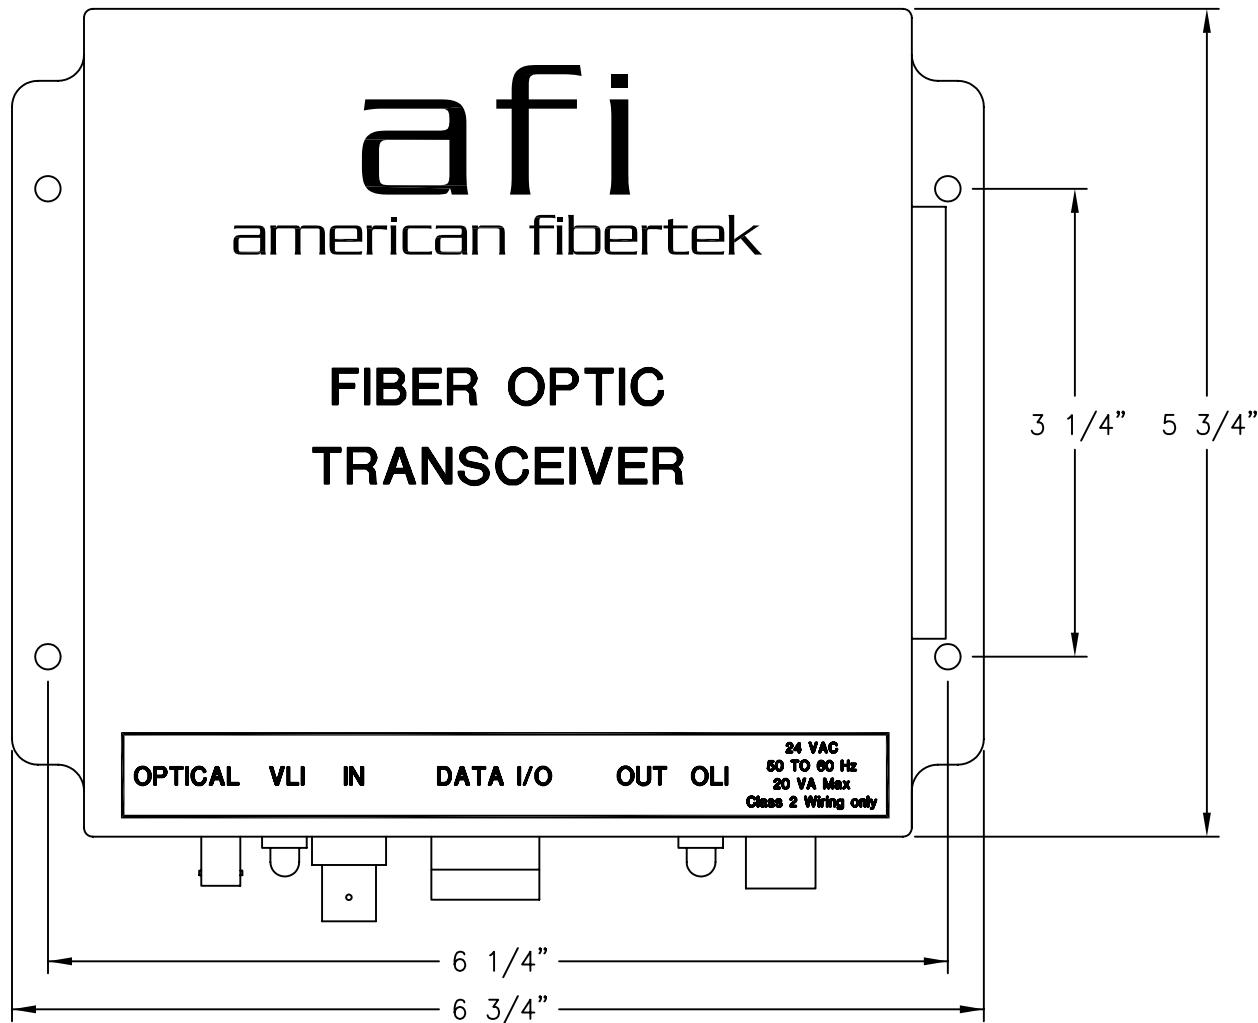 afi
american fibertek
FIBER OPTIC
TRANSCEIVER
3 1/4”
5 3/4”
OPTICAL VLI IN DATA I/O OUT OLI
24 VAC
50 TO 60 Hz
20 VA Max
Class 2 Wiring only
6 1/4”
6 3/4”